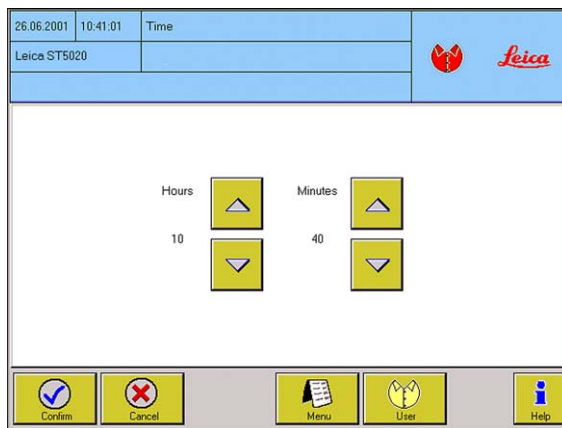 26.06.2001 10:41:01 Time
Leica ST5020
Leica
Hours Minutes
10 40
Confirm Cancel Menu User Help